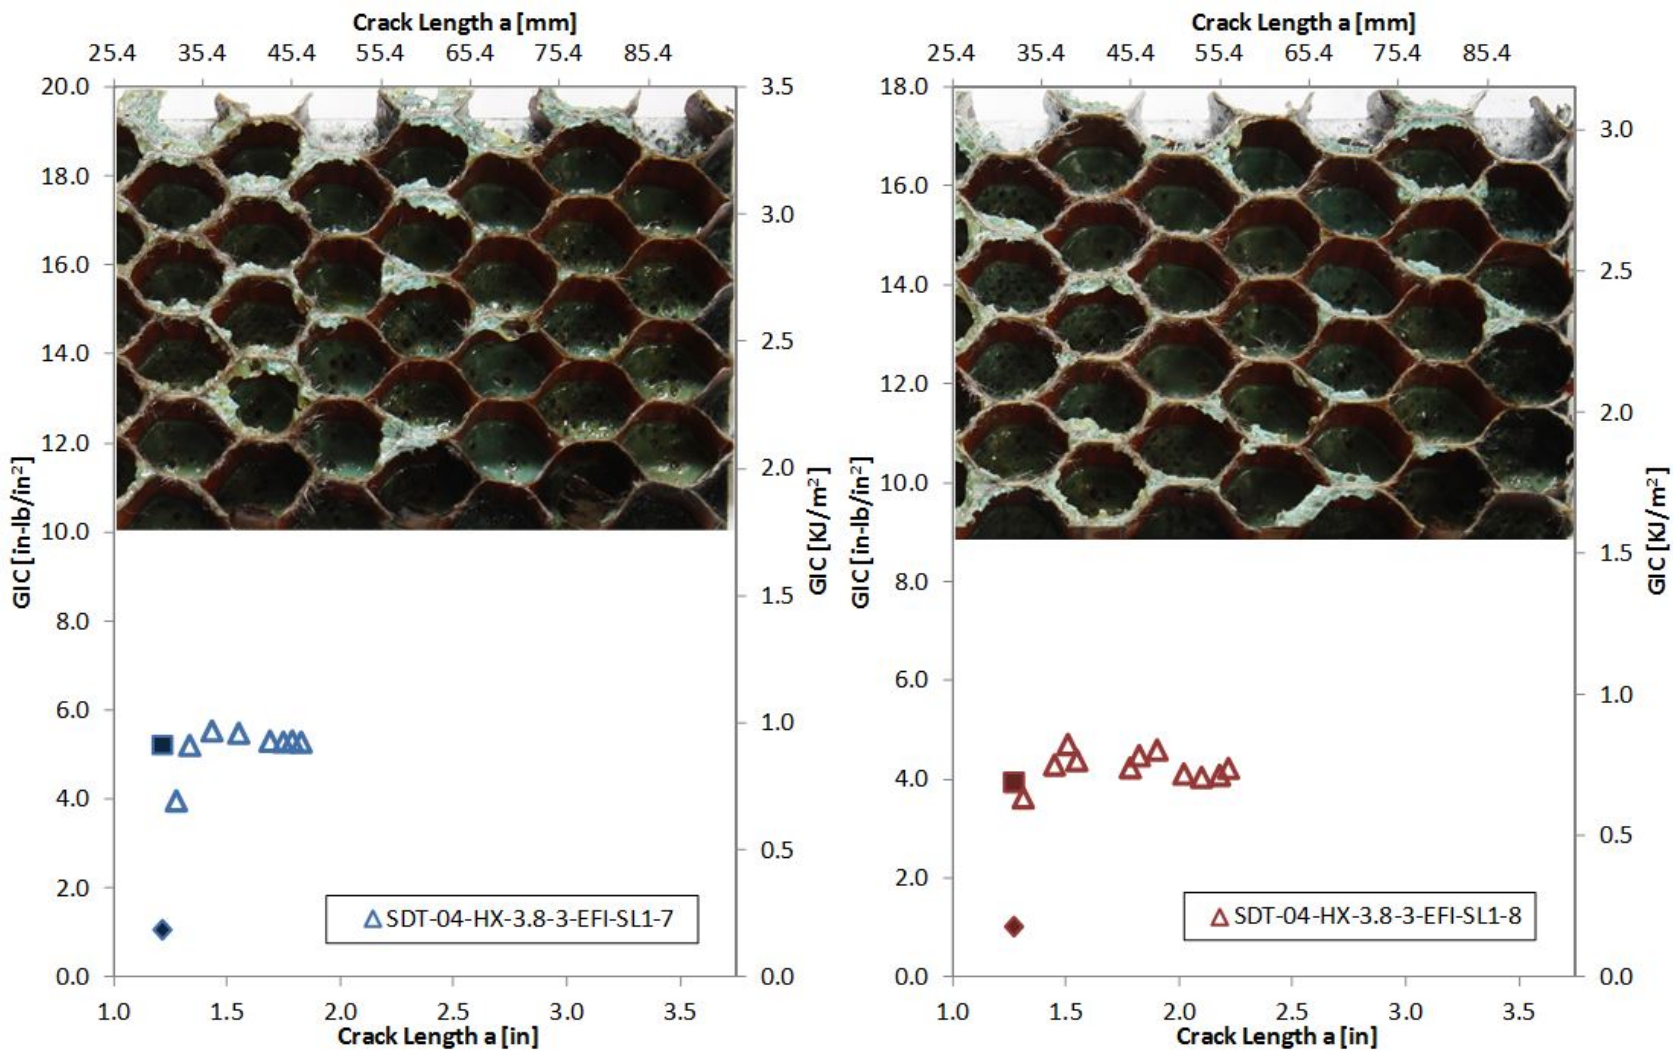 Crack Length a [mm]
25.4 35.4 45.4 55.4 65.4 75.4 85.4
20.0
18.0
16.0
14.0
12.0
10.0
8.0
6.0
4.0
2.0
0.0
GIC [in-lb/in²]
3.5
3.0
2.5
2.0
1.5
1.0
0.5
0.0
GIC [KJ/m²]
SDT-04-HX-3.8-3-EFI-SL1-7
1.0 1.5 2.0 2.5 3.0 3.5
Crack Length a [in]
Crack Length a [mm]
25.4 35.4 45.4 55.4 65.4 75.4 85.4
18.0
16.0
14.0
12.0
10.0
8.0
6.0
4.0
2.0
0.0
GIC [in-lb/in²]
3.0
2.5
2.0
1.5
1.0
0.5
0.0
GIC [KJ/m²]
SDT-04-HX-3.8-3-EFI-SL1-8
1.0 1.5 2.0 2.5 3.0 3.5
Crack Length a [in]